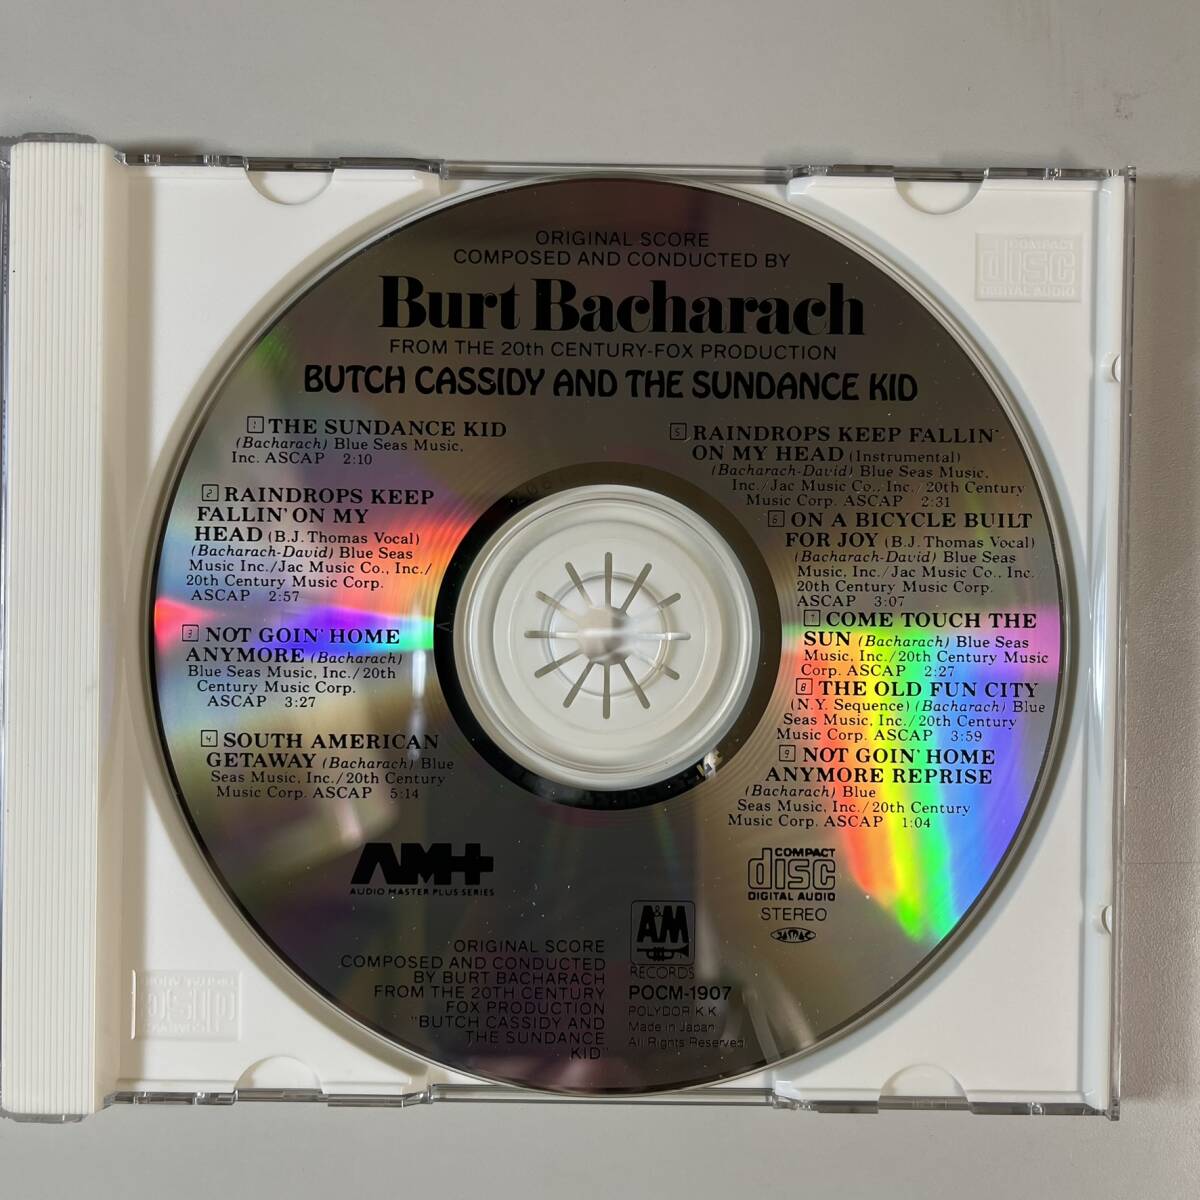 ORIGINAL SCORE
COMPOSED AND CONDUCTED BY
Burt Bacharach
FROM THE 20th CENTURY-FOX PRODUCTION
BUTCH CASSIDY AND THE SUNDANCE KID
1 THE SUNDANCE KID
(Bacharach) Blue Seas Music,
Inc. ASCAP 2:10
2 RAINDROPS KEEP
FALLIN' ON MY
HEAD (B.J. Thomas Vocal)
(Bacharach-David) Blue Seas
Music Inc./Jac Music Co., Inc./
20th Century Music Corp.
ASCAP 2:57
3 NOT GOIN' HOME
ANYMORE (Bacharach)
Blue Seas Music, Inc./20th
Century Music Corp.
ASCAP 3:27
4 SOUTH AMERICAN
GETAWAY (Bacharach) Blue
Seas Music, Inc./20th Century
Music Corp. ASCAP 5:14
5 RAINDROPS KEEP FALLIN'
ON MY HEAD (Instrumental)
(Bacharach-David) Blue Seas Music,
Inc./Jac Music Co., Inc./20th Century
Music Corp. ASCAP 2:31
6 ON A BICYCLE BUILT
FOR JOY (B.J. Thomas Vocal)
(Bacharach-David) Blue Seas
Music, Inc./Jac Music Co., Inc.
20th Century Music Corp.
ASCAP 3:07
7 COME TOUCH THE
SUN (Bacharach) Blue Seas
Music, Inc./20th Century Music
Corp. ASCAP 2:27
8 THE OLD FUN CITY
(N.Y. Sequence) (Bacharach) Blue
Seas Music, Inc./20th Century
Music Corp. ASCAP 3:59
9 NOT GOIN' HOME
ANYMORE REPRISE
(Bacharach) Blue
Seas Music, Inc./20th Century
Music Corp. ASCAP 1:04
AM+
AUDIO MASTER PLUS SERIES
COMPACT
disc
DIGITAL AUDIO
STEREO
JASRAC
ORIGINAL SCORE
COMPOSED AND CONDUCTED
BY BURT BACHARACH
FROM THE 20TH CENTURY
FOX PRODUCTION
"BUTCH CASSIDY AND
THE SUNDANCE
KID"
A&M
RECORDS
POCM-1907
POLYDOR K.K.
Made in Japan
All Rights Reserved.
COMPACT
disc
DIGITAL AUDIO
COMPACT
disc
DIGITAL AUDIO